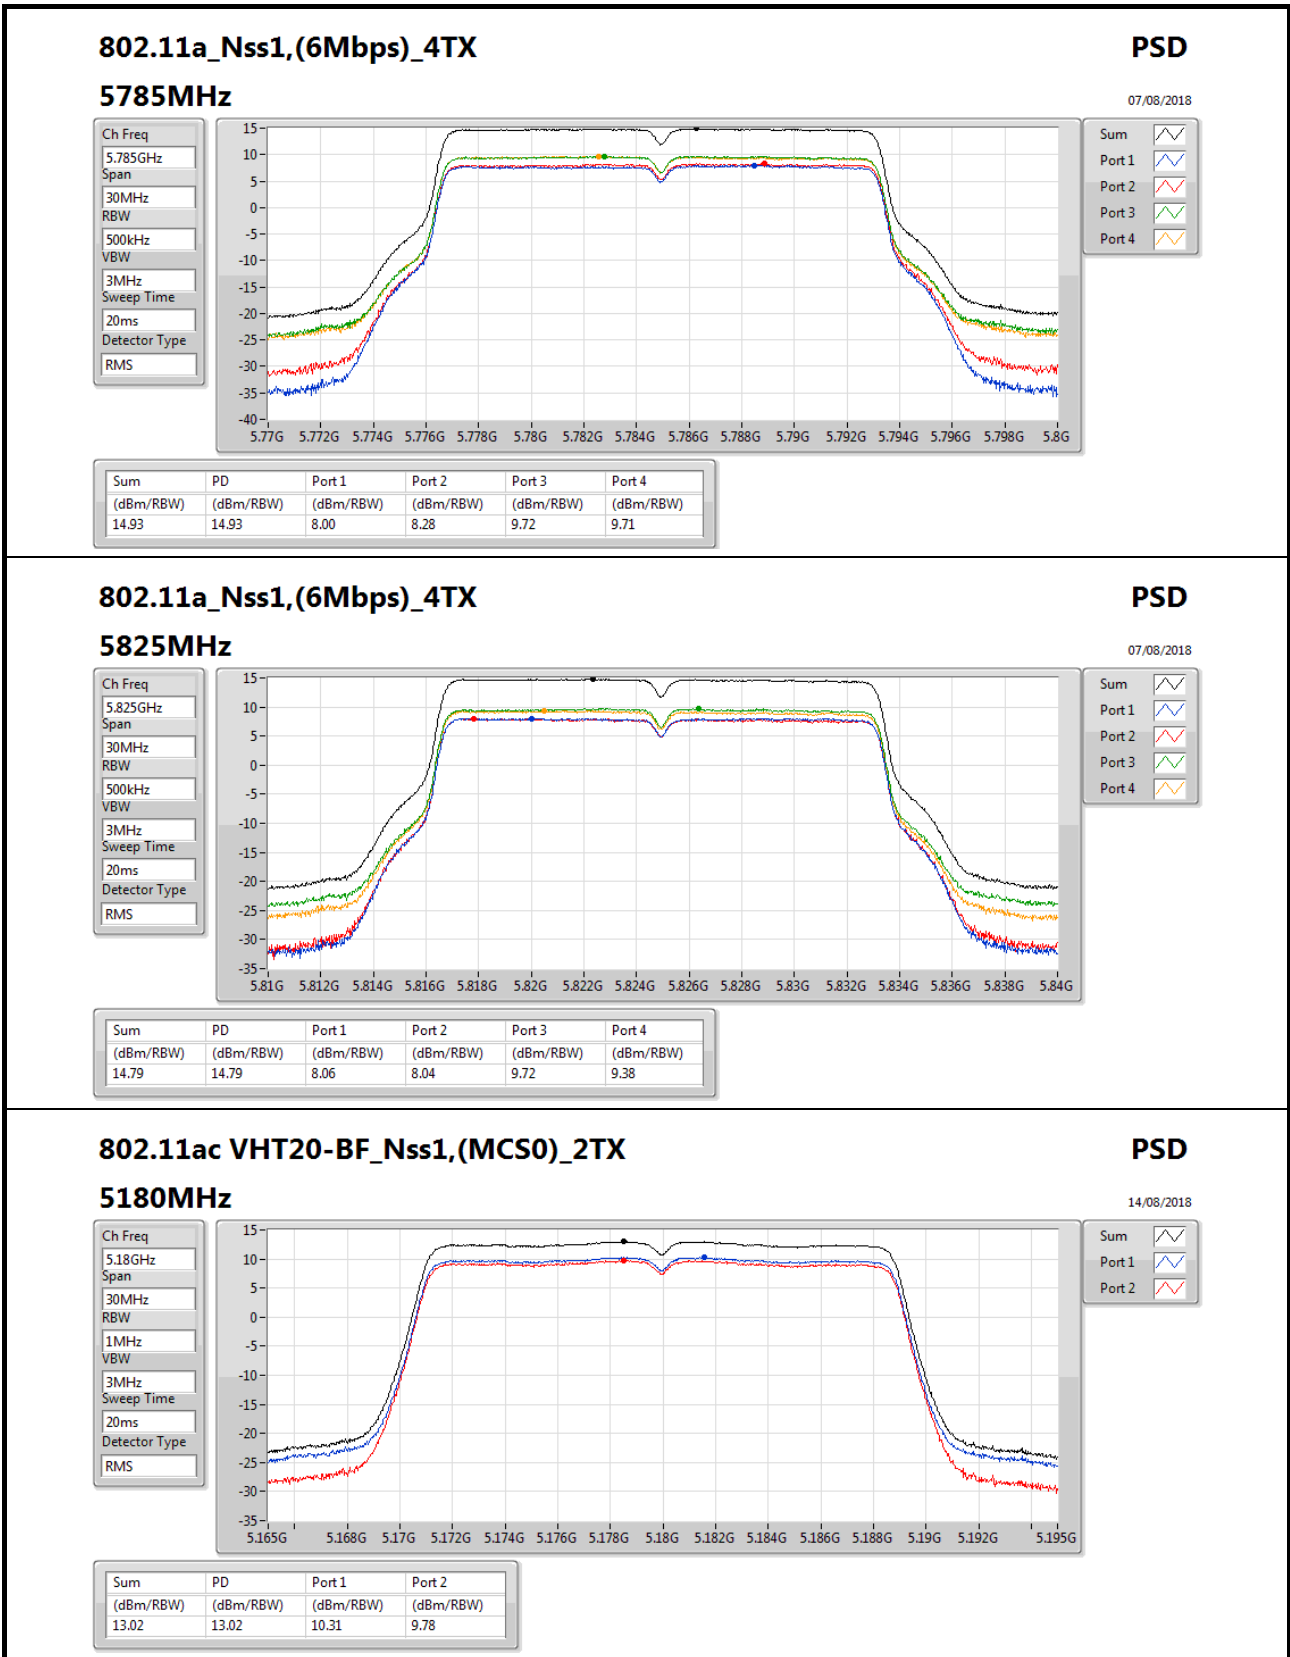 802.11a_Nss1,(6Mbps)_4TX PSD
5785MHz 07/08/2018
Ch Freq
5.785GHz
Span
30MHz
RBW
500kHz
VBW
3MHz
Sweep Time
20ms
Detector Type
RMS
15
10
5
0
-5
-10
-15
-20
-25
-30
-35
-40
5.77G 5.772G 5.774G 5.776G 5.778G 5.78G 5.782G 5.784G 5.786G 5.788G 5.79G 5.792G 5.794G 5.796G 5.798G 5.8G
Sum
Port 1
Port 2
Port 3
Port 4
Sum PD Port 1 Port 2 Port 3 Port 4
(dBm/RBW) (dBm/RBW) (dBm/RBW) (dBm/RBW) (dBm/RBW) (dBm/RBW)
14.93 14.93 8.00 8.28 9.72 9.71
802.11a_Nss1,(6Mbps)_4TX PSD
5825MHz 07/08/2018
Ch Freq
5.825GHz
Span
30MHz
RBW
500kHz
VBW
3MHz
Sweep Time
20ms
Detector Type
RMS
15
10
5
0
-5
-10
-15
-20
-25
-30
-35
5.81G 5.812G 5.814G 5.816G 5.818G 5.82G 5.822G 5.824G 5.826G 5.828G 5.83G 5.832G 5.834G 5.836G 5.838G 5.84G
Sum
Port 1
Port 2
Port 3
Port 4
Sum PD Port 1 Port 2 Port 3 Port 4
(dBm/RBW) (dBm/RBW) (dBm/RBW) (dBm/RBW) (dBm/RBW) (dBm/RBW)
14.79 14.79 8.06 8.04 9.72 9.38
802.11ac VHT20-BF_Nss1,(MCS0)_2TX PSD
5180MHz 14/08/2018
Ch Freq
5.18GHz
Span
30MHz
RBW
1MHz
VBW
3MHz
Sweep Time
20ms
Detector Type
RMS
15
10
5
0
-5
-10
-15
-20
-25
-30
-35
5.165G 5.168G 5.17G 5.172G 5.174G 5.176G 5.178G 5.18G 5.182G 5.184G 5.186G 5.188G 5.19G 5.192G 5.195G
Sum
Port 1
Port 2
Sum PD Port 1 Port 2
(dBm/RBW) (dBm/RBW) (dBm/RBW) (dBm/RBW)
13.02 13.02 10.31 9.78